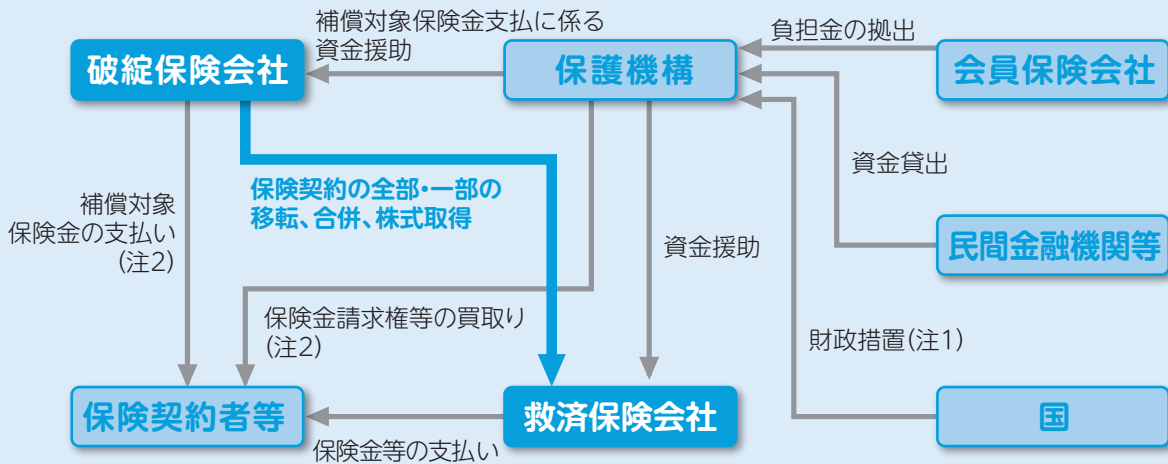 補償対象保険金支払に係る
資金援助
負担金の拠出
破綻保険会社
保護機構
会員保険会社
資金貸出
保険契約の全部・一部の
移転、合併、株式取得
補償対象
保険金の支払い
(注2)
資金援助
民間金融機関等
保険金請求権等の買取り
(注2)
財政措置(注1)
保険契約者等
救済保険会社
国
保険金等の支払い